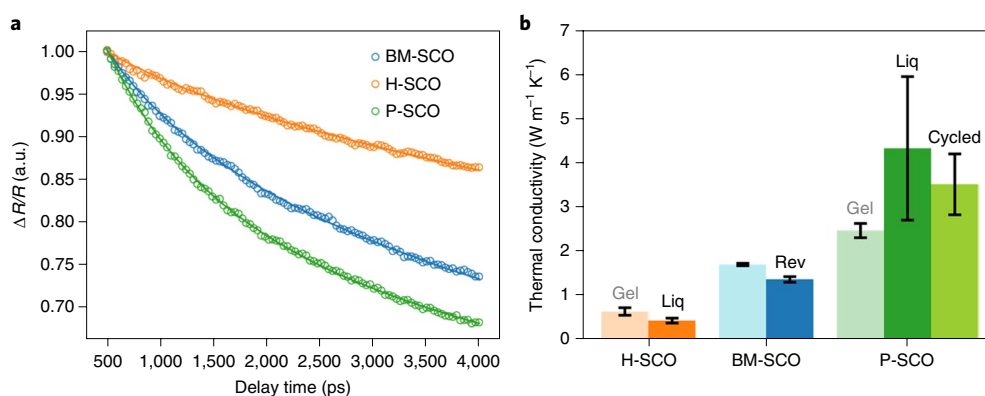 a
1.00
0.95
0.90
0.85
0.80
0.75
0.70
ΔR/R (a.u.)
BM-SCO
H-SCO
P-SCO
500 1,000 1,500 2,000 2,500 3,000 3,500 4,000
Delay time (ps)
b
7
6
5
4
3
2
1
0
Thermal conductivity (W m⁻¹ K⁻¹)
Gel
Liq
Rev
Gel
Liq
Cycled
H-SCO BM-SCO P-SCO